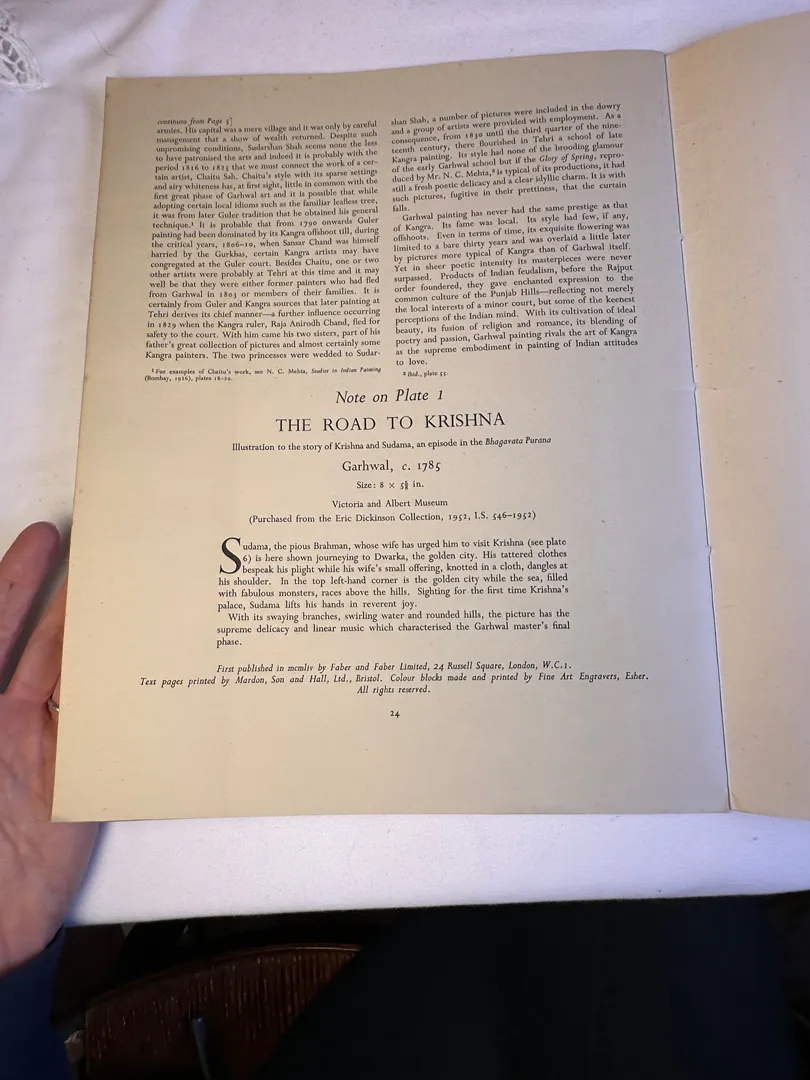 continued from Page 5]
armies. His capital was a mere village and it was only by careful
management that a show of wealth returned. Despite such
unpromising conditions, Sudarshan Shah seems none the less
to have patronised the arts and indeed it is probably with the
period 1816 to 1825 that we must connect the work of a cer-
tain artist, Chaitu Sah. Chaitu's style with its sparse settings
and airy whiteness has, at first sight, little in common with the
first great phase of Garhwal art and it is possible that while
adopting certain local idioms such as the familiar leafless tree,
it was from later Guler tradition that he obtained his general
technique.¹ It is probable that from 1790 onwards Guler
painting had been dominated by its Kangra offshoot till, during
the critical years, 1806–10, when Sansar Chand was himself
harried by the Gurkhas, certain Kangra artists may have
congregated at the Guler court. Besides Chaitu, one or two
other artists were probably at Tehri at this time and it may
well be that they were either former painters who had fled
from Garhwal in 1803 or members of their families. It is
certainly from Guler and Kangra sources that later painting at
Tehri derives its chief manner—a further influence occurring
in 1829 when the Kangra ruler, Raja Anirodh Chand, fled for
safety to the court. With him came his two sisters, part of his
father's great collection of pictures and almost certainly some
Kangra painters. The two princesses were wedded to Sudar-
¹ For examples of Chaitu's work, see N. C. Mehta, Studies in Indian Painting
(Bombay, 1926), plates 18–20.
shan Shah, a number of pictures were included in the dowry
and a group of artists were provided with employment. As a
consequence, from 1830 until the third quarter of the nine-
teenth century, there flourished in Tehri a school of late
Kangra painting. Its style had none of the brooding glamour
of the early Garhwal school but if the Glory of Spring, repro-
duced by Mr. N. C. Mehta,² is typical of its productions, it had
still a fresh poetic delicacy and a clear idyllic charm. It is with
such pictures, fugitive in their prettiness, that the curtain
falls.
Garhwal painting has never had the same prestige as that
of Kangra. Its fame was local. Its style had few, if any,
offshoots. Even in terms of time, its exquisite flowering was
limited to a bare thirty years and was overlaid a little later
by pictures more typical of Kangra than of Garhwal itself.
Yet in sheer poetic intensity its masterpieces were never
surpassed. Products of Indian feudalism, before the Rajput
order foundered, they gave enchanted expression to the
common culture of the Punjab Hills—reflecting not merely
the local interests of a minor court, but some of the keenest
perceptions of the Indian mind. With its cultivation of ideal
beauty, its fusion of religion and romance, its blending of
poetry and passion, Garhwal painting rivals the art of Kangra
as the supreme embodiment in painting of Indian attitudes
to love.
² Ibid., plate 55.
Note on Plate 1
THE ROAD TO KRISHNA
Illustration to the story of Krishna and Sudama, an episode in the Bhagavata Purana
Garhwal, c. 1785
Size: 8 × 5⅝ in.
Victoria and Albert Museum
(Purchased from the Eric Dickinson Collection, 1952, I.S. 546–1952)
Sudama, the pious Brahman, whose wife has urged him to visit Krishna (see plate
6) is here shown journeying to Dwarka, the golden city. His tattered clothes
bespeak his plight while his wife's small offering, knotted in a cloth, dangles at
his shoulder. In the top left-hand corner is the golden city while the sea, filled
with fabulous monsters, races above the hills. Sighting for the first time Krishna's
palace, Sudama lifts his hands in reverent joy.
With its swaying branches, swirling water and rounded hills, the picture has the
supreme delicacy and linear music which characterised the Garhwal master's final
phase.
First published in mcmliv by Faber and Faber Limited, 24 Russell Square, London, W.C.1.
Text pages printed by Mardon, Son and Hall, Ltd., Bristol. Colour blocks made and printed by Fine Art Engravers, Esher.
All rights reserved.
24